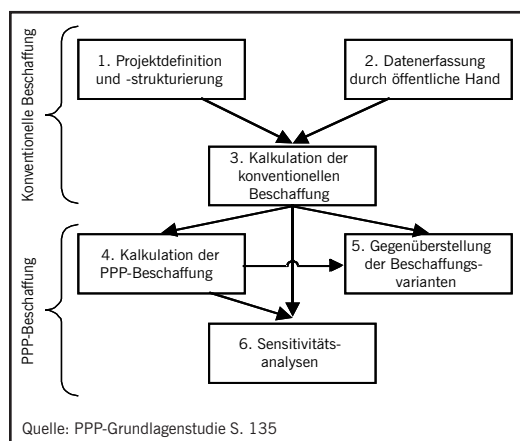 Konventionelle Beschaffung
1. Projektdefinition
und -strukturierung
2. Datenerfassung
durch öffentliche Hand
3. Kalkulation der
konventionellen
Beschaffung
PPP-Beschaffung
4. Kalkulation der
PPP-Beschaffung
5. Gegenüberstellung
der Beschaffungs-
varianten
6. Sensitivitäts-
analysen
Quelle: PPP-Grundlagenstudie S. 135